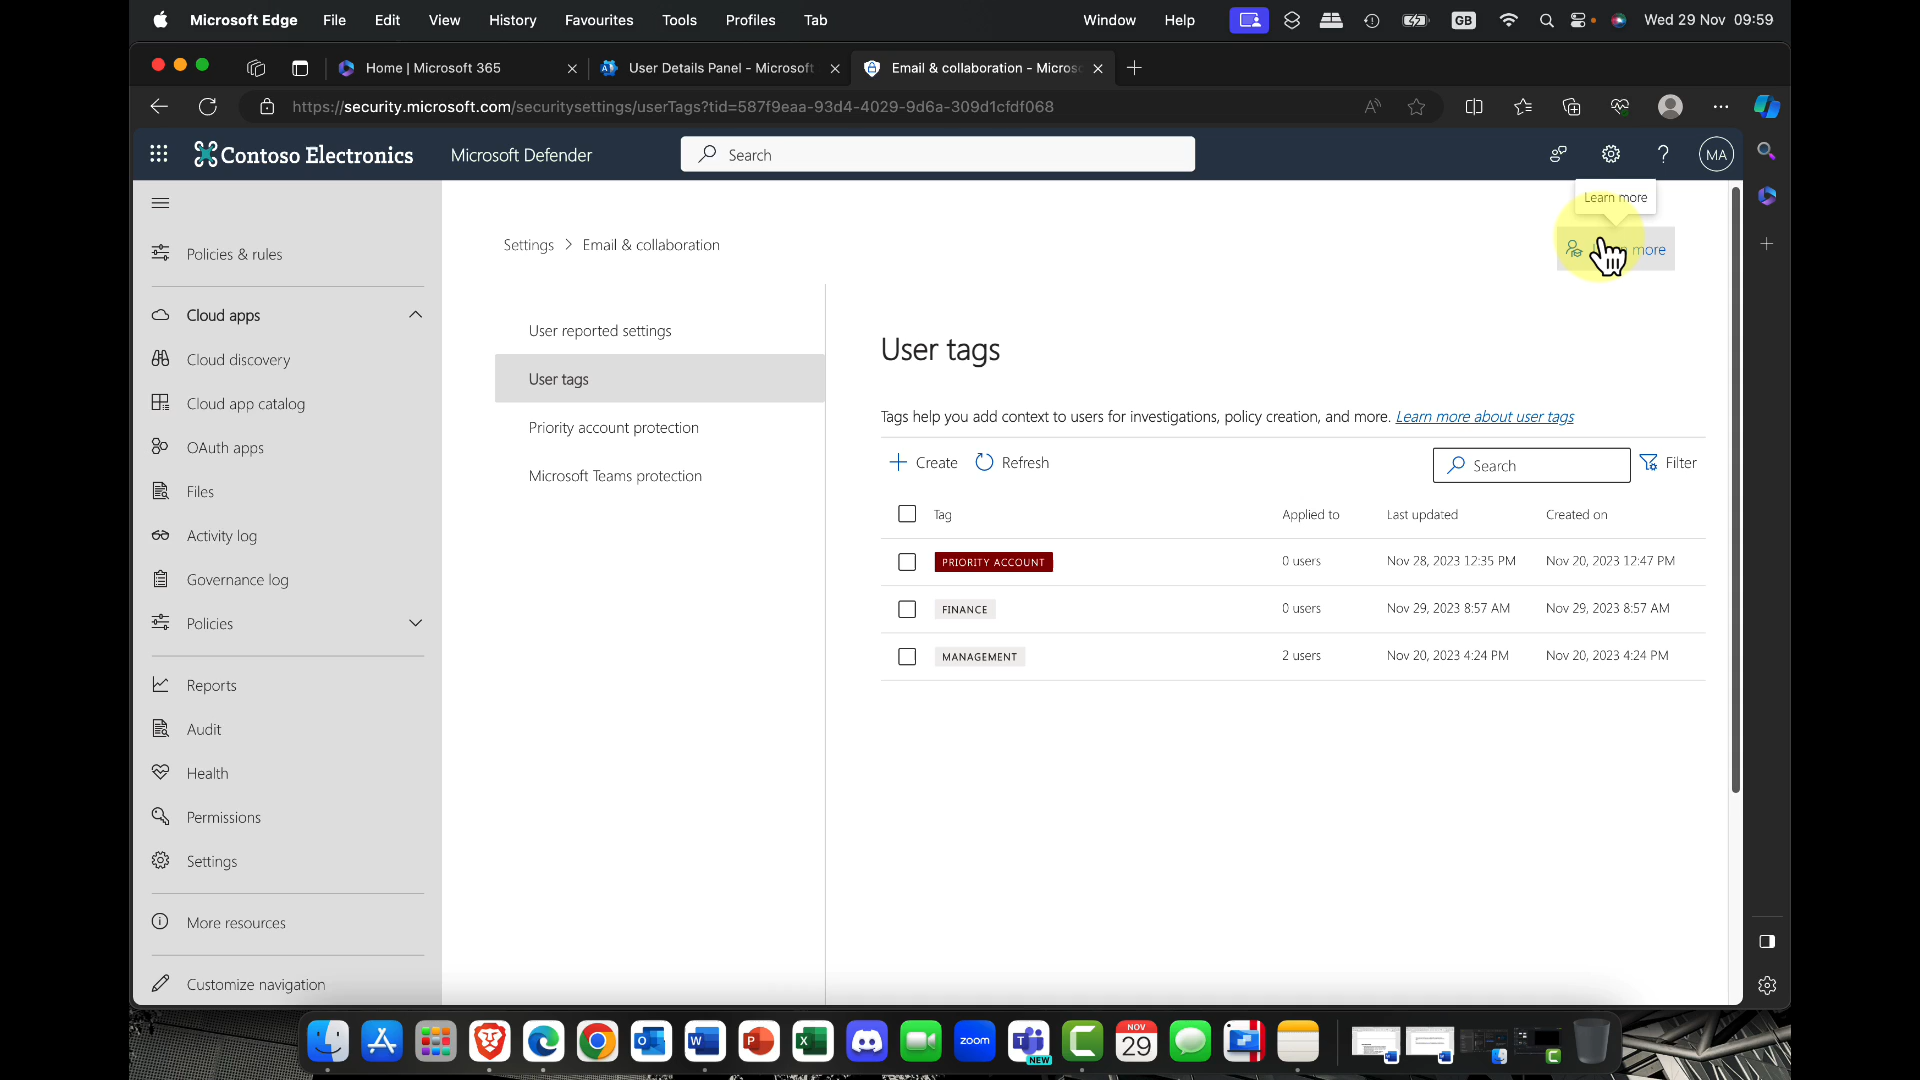 Microsoft Edge File Edit View History Favourites Tools Profiles Tab Window Help GB Wed 29 Nov 09:59
Home | Microsoft 365 User Details Panel - Microsoft Email & collaboration - Micros
https://security.microsoft.com/securitysettings/userTags?tid=587f9eaa-93d4-4029-9d6a-309d1cfdf068
Contoso Electronics Microsoft Defender Search MA
Learn more
more
Policies & rules
Cloud apps
Cloud discovery
Cloud app catalog
OAuth apps
Files
Activity log
Governance log
Policies
Reports
Audit
Health
Permissions
Settings
More resources
Customize navigation
Settings > Email & collaboration
User reported settings
User tags
Priority account protection
Microsoft Teams protection
User tags
Tags help you add context to users for investigations, policy creation, and more. Learn more about user tags
Create Refresh Search Filter
Tag Applied to Last updated Created on
PRIORITY ACCOUNT 0 users Nov 28, 2023 12:35 PM Nov 20, 2023 12:47 PM
FINANCE 0 users Nov 29, 2023 8:57 AM Nov 29, 2023 8:57 AM
MANAGEMENT 2 users Nov 20, 2023 4:24 PM Nov 20, 2023 4:24 PM
NOV
29
zoom
NEW